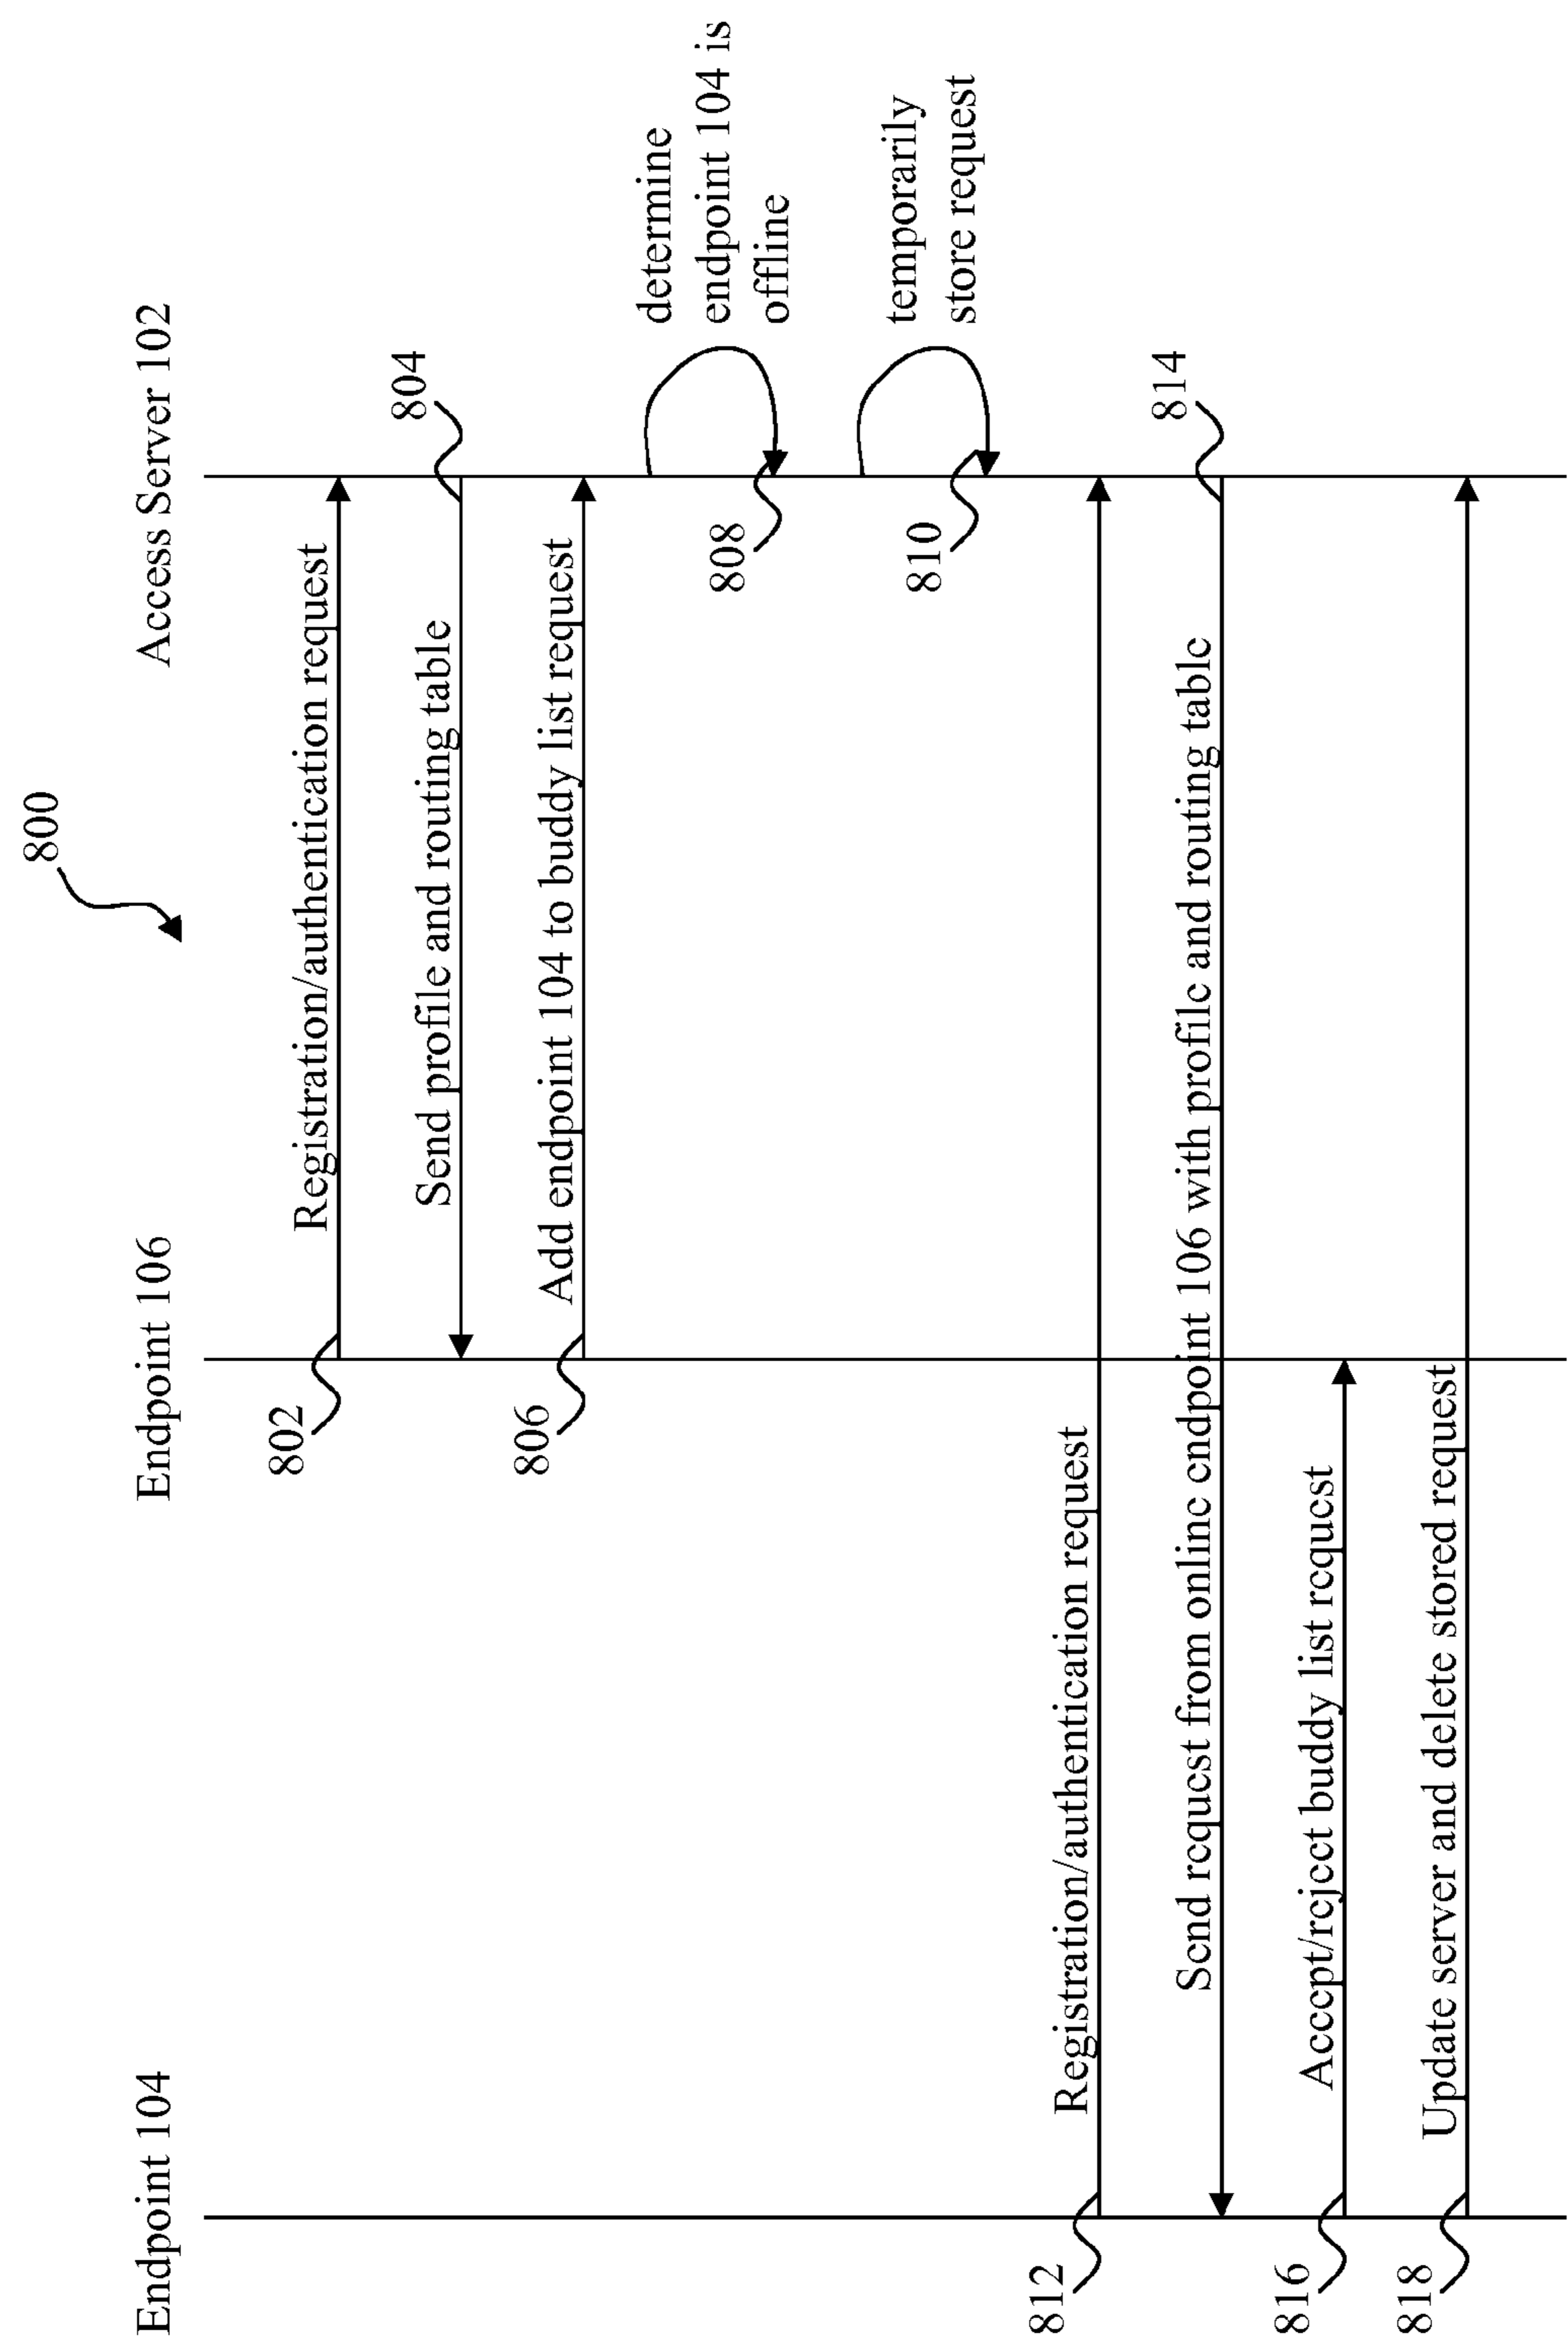 800
Endpoint 104
Endpoint 106
Access Server 102
802
Registration/authentication request
804
Send profile and routing table
806
Add endpoint 104 to buddy list request
determine
endpoint 104 is
offline
808
temporarily
store request
810
812
Registration/authentication request
814
Send request from online endpoint 106 with profile and routing table
816
Accept/reject buddy list request
818
Update server and delete stored request